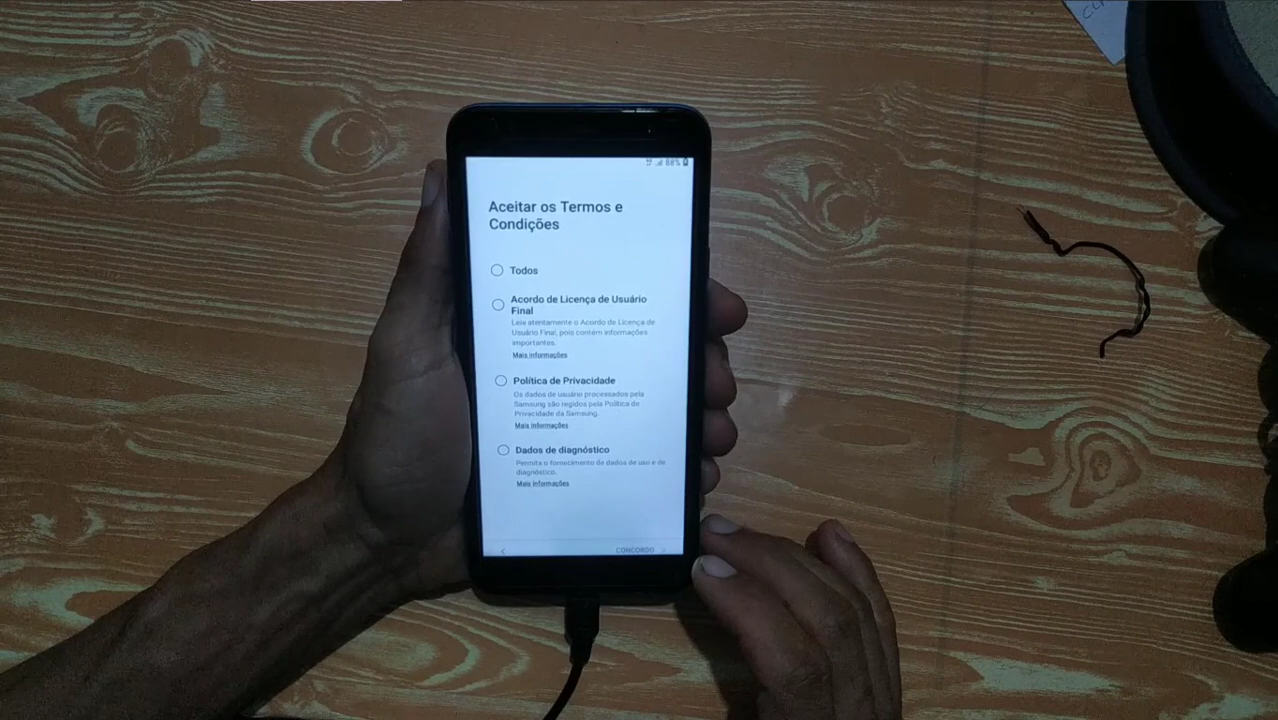 88%
Aceitar os Termos e
Condições
Todos
Acordo de Licença de Usuário
Final
Leia atentamente o Acordo de Licença de
Usuário Final, pois contém informações
importantes.
Mais informações
Política de Privacidade
Os dados de usuário processados pela
Samsung são regidos pela Política de
Privacidade da Samsung.
Mais informações
Dados de diagnóstico
Permita o fornecimento de dados de uso e de
diagnóstico.
Mais informações
CONCORDO